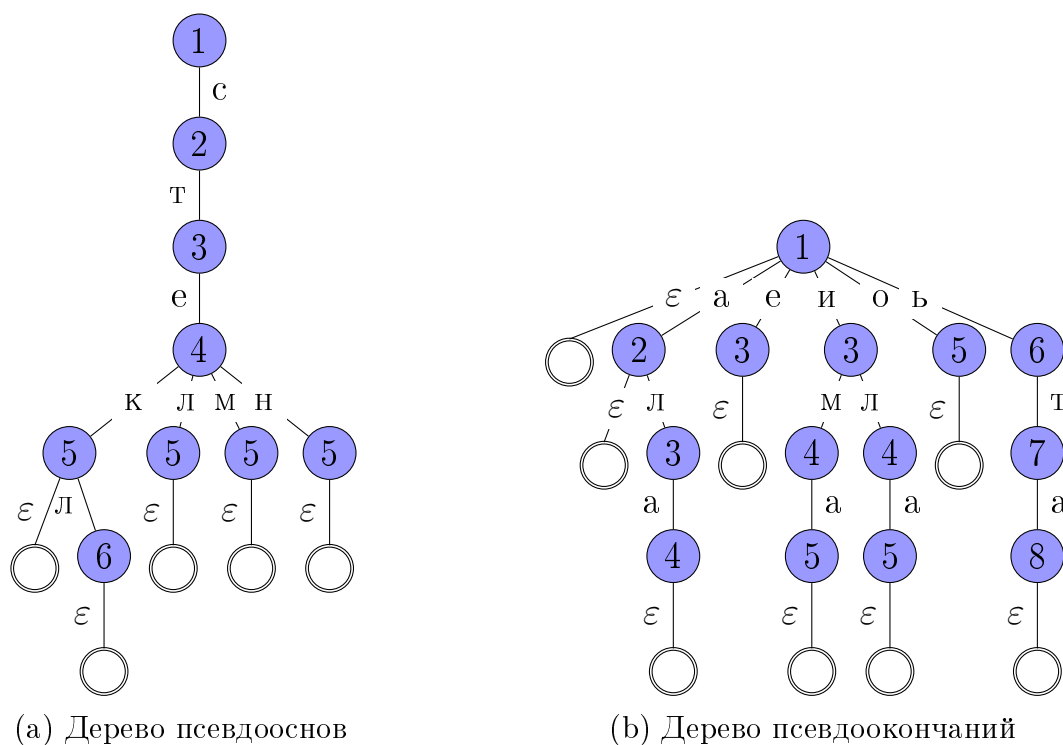 1
с
2
т
3
е
4
к л м н
5 5 5 5
ε л ε ε ε
6
ε
(a) Дерево псевдооснов
1
ε а е и о ь
2 3 3 5 6
ε л ε м л ε т
3 4 4 7
а а а а
4 5 5 8
ε ε ε ε
(b) Дерево псевдоокончаний